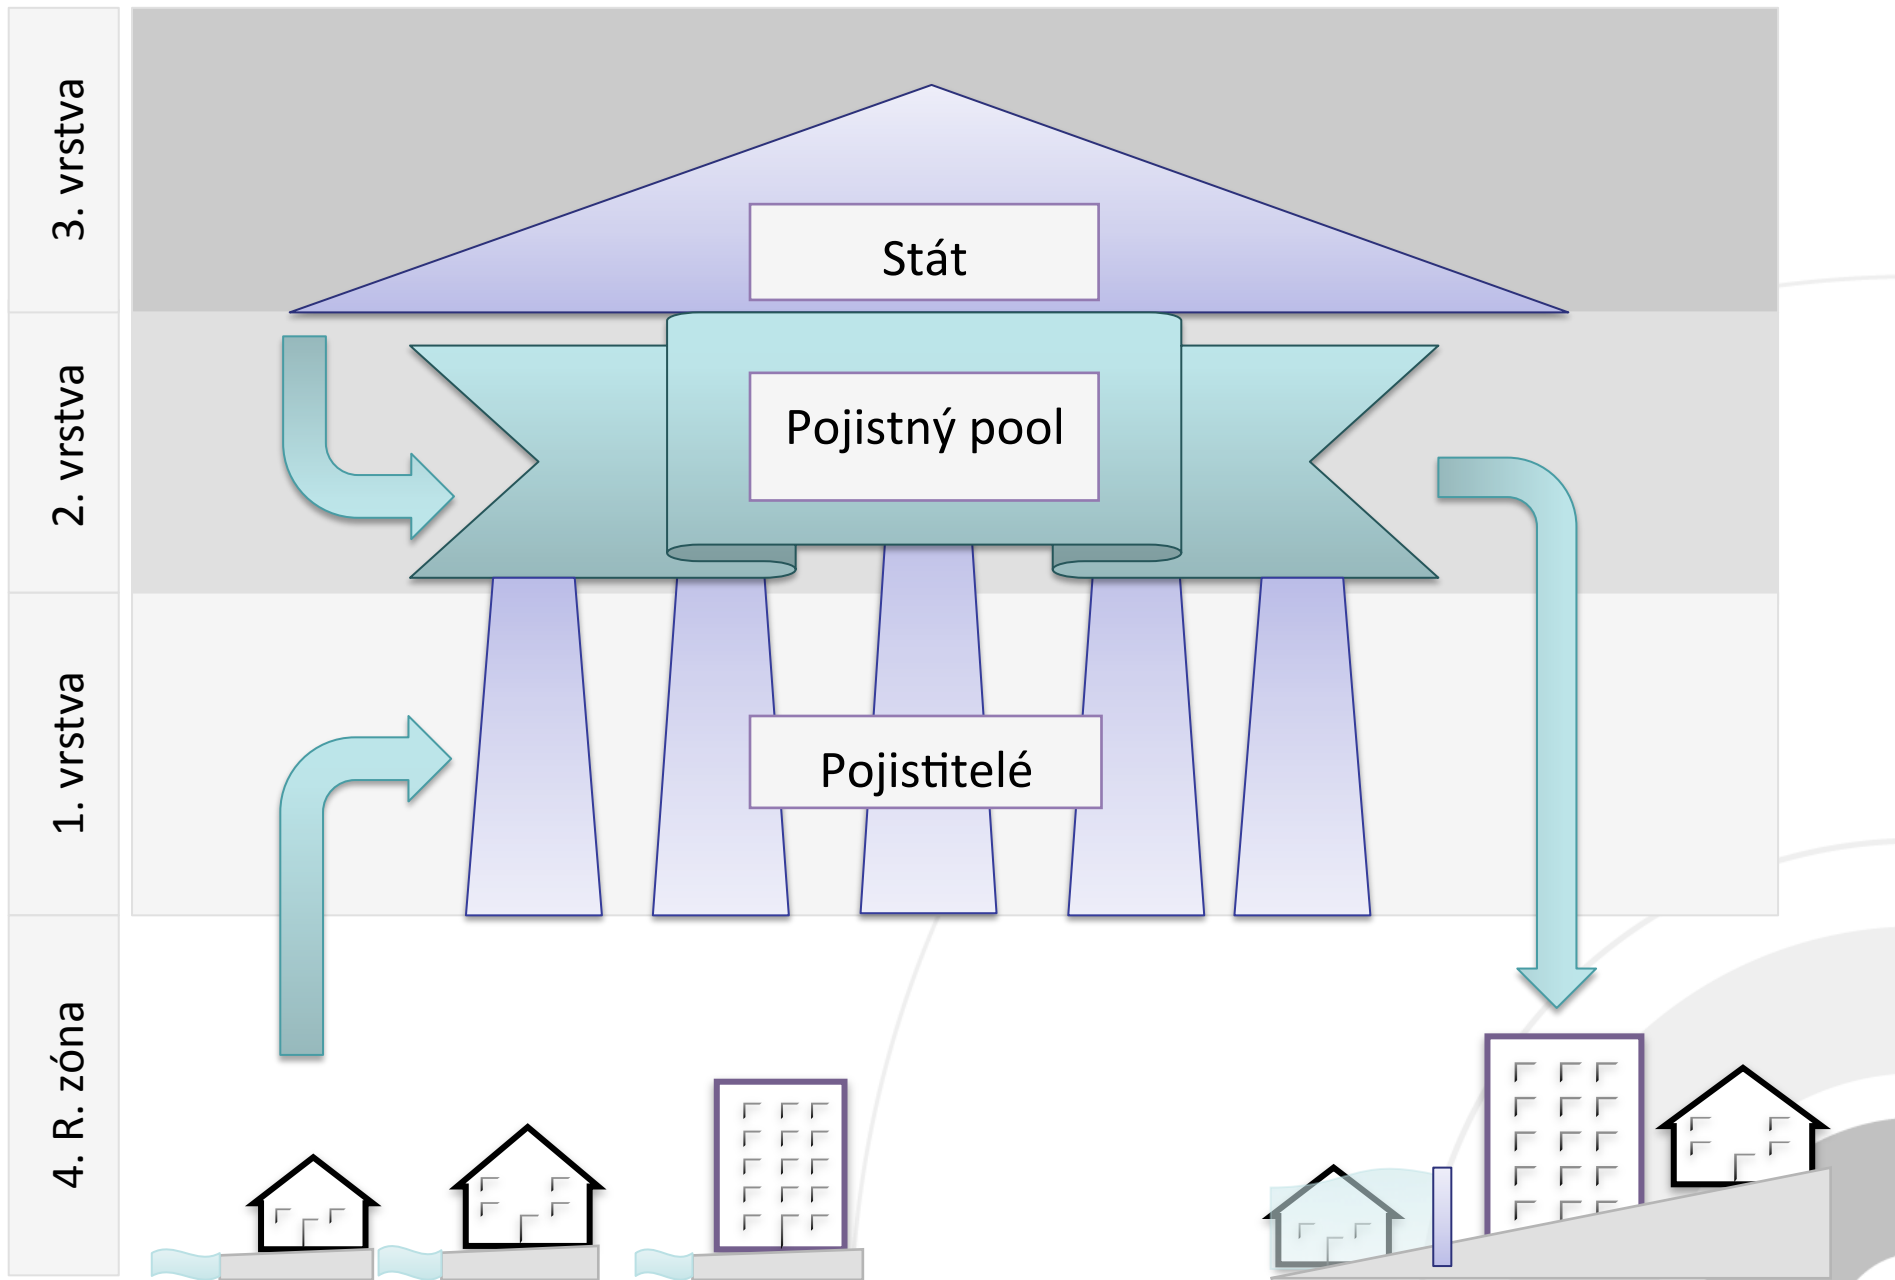 3. vrstva
Stát
2. vrstva
Pojistný pool
1. vrstva
Pojistitelé
4. R. zóna